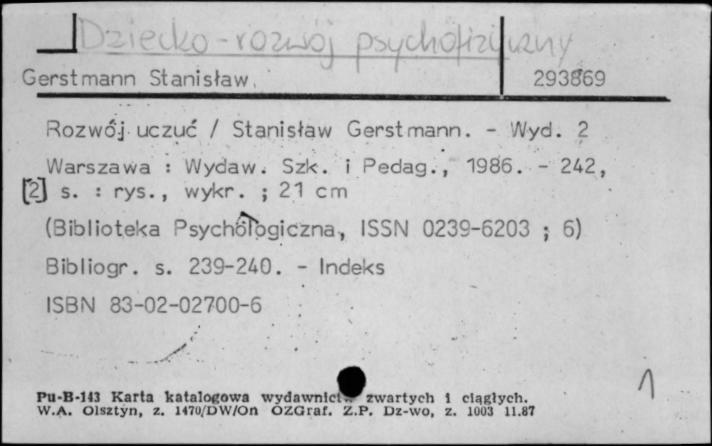 Dziecko - rozwój psychofizyczny
Gerstmann Stanisław. 293869
Rozwój uczuć / Stanisław Gerstmann. - Wyd. 2
Warszawa : Wydaw. Szk. i Pedag., 1986. - 242,
[2] s. : rys., wykr. ; 21 cm
(Biblioteka Psychologiczna, ISSN 0239-6203 ; 6)
Bibliogr. s. 239-240. - Indeks
ISBN 83-02-02700-6
1
Pu-B-143 Karta katalogowa wydawnictw zwartych i ciągłych.
W.A. Olsztyn, z. 1470/DW/On OZGraf. Z.P. Dz-wo, z. 1003 11.87